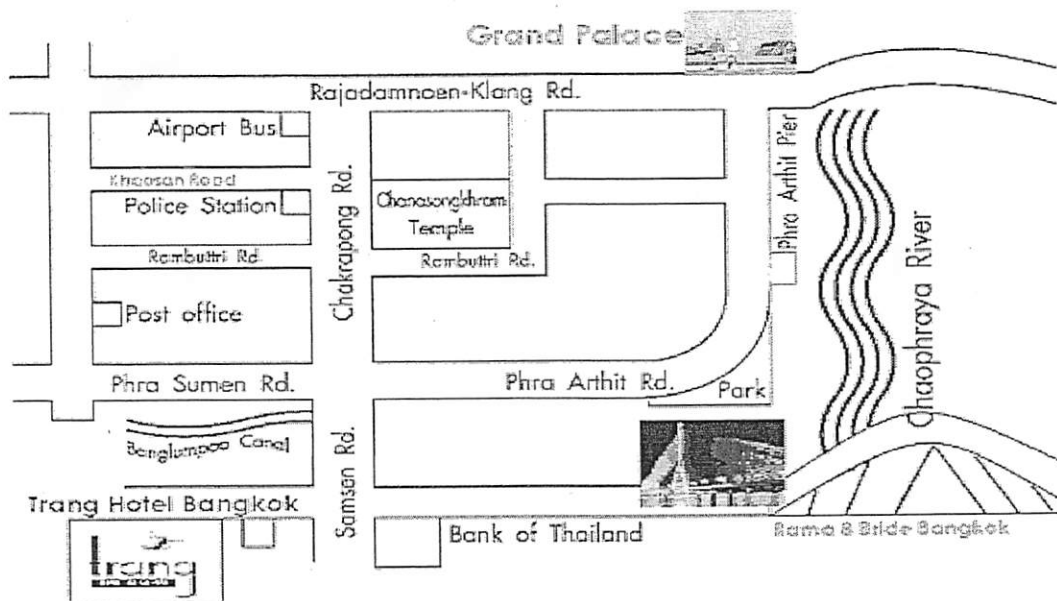 Grand Palace
Rajadamnoen-Klang Rd.
Airport Bus
Khaosan Road
Police Station
Rambuttri Rd.
Post office
Phra Sumen Rd.
Banglumpoo Canal
Chakrapong Rd.
Chanasongkhram
Temple
Rambuttri Rd.
Phra Arthit Rd.
Park
Phra Arthit Pier
Chaophraya River
Trang Hotel Bangkok
trang
Samsan Rd.
Bank of Thailand
Rama 8 Bride Bangkok